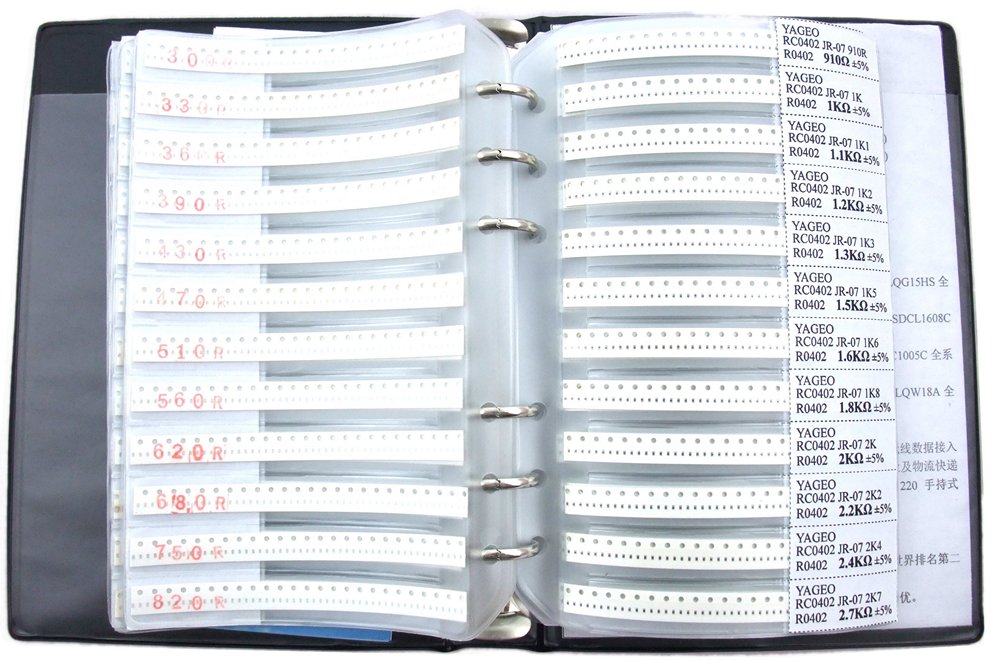 30
330
36 R
390R
430R
470R
510R
560R
620R
680R
750R
820R
YAGEO
RC0402 JR-07 910R
R0402 910Ω ±5%
YAGEO
RC0402 JR-07 1K
R0402 1KΩ ±5%
YAGEO
RC0402 JR-07 1K1
R0402 1.1KΩ ±5%
YAGEO
RC0402 JR-07 1K2
R0402 1.2KΩ ±5%
YAGEO
RC0402 JR-07 1K3
R0402 1.3KΩ ±5%
YAGEO
RC0402 JR-07 1K5
R0402 1.5KΩ ±5%
YAGEO
RC0402 JR-07 1K6
R0402 1.6KΩ ±5%
YAGEO
RC0402 JR-07 1K8
R0402 1.8KΩ ±5%
YAGEO
RC0402 JR-07 2K
R0402 2KΩ ±5%
YAGEO
RC0402 JR-07 2K2
R0402 2.2KΩ ±5%
YAGEO
RC0402 JR-07 2K4
R0402 2.4KΩ ±5%
YAGEO
RC0402 JR-07 2K7
R0402 2.7KΩ ±5%
QG15HS 全
SDCL1608C
1005C 全系
LQW18A 全
线数据接入
及物流快递
220 手持式
世界排名第二
优。